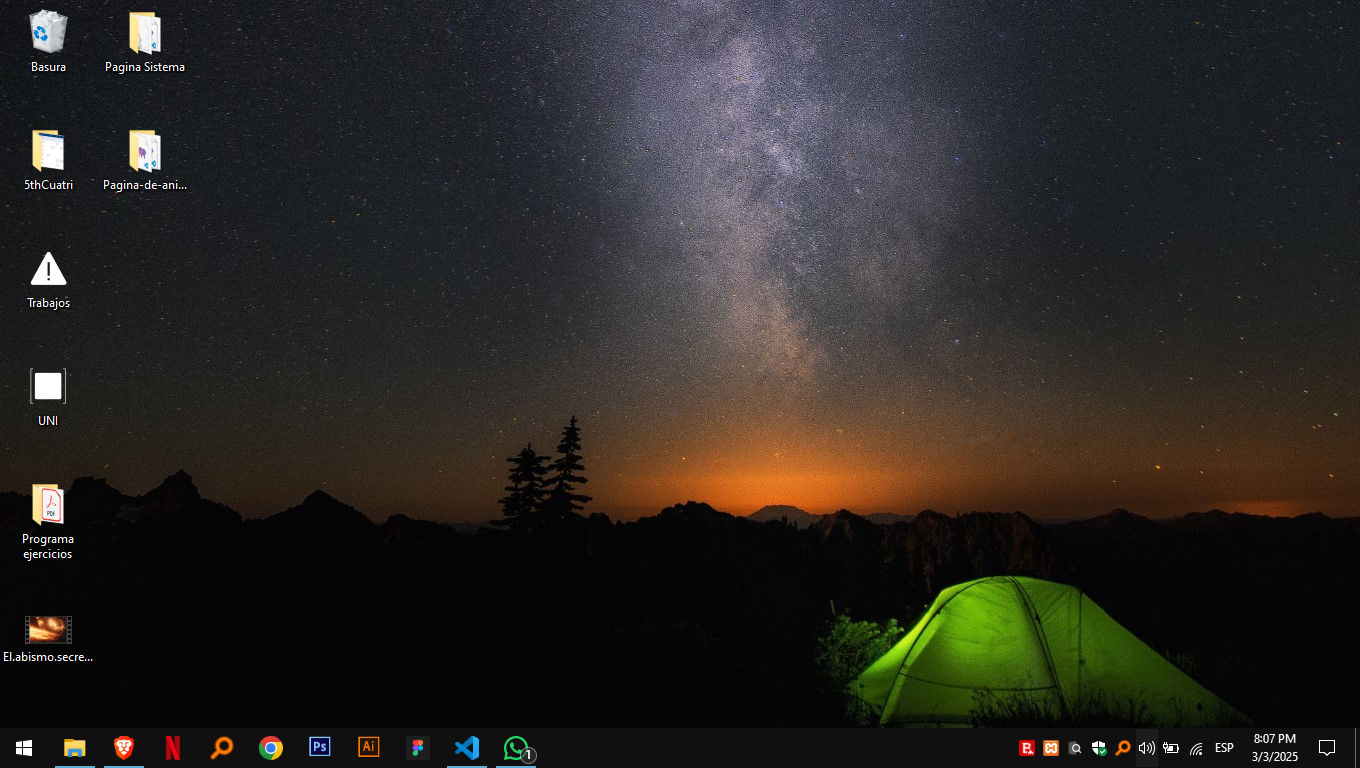 Basura
Pagina Sistema
5thCuatri
Pagina-de-ani...
Trabajos
UNI
PDF
Programa
ejercicios
El.abismo.secre...
Ps
Ai
1
ESP
8:07 PM
3/3/2025